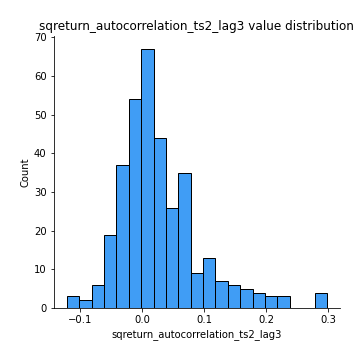 sqreturn_autocorrelation_ts2_lag3 value distribution
70
60
50
40
30
20
10
0
Count
−0.1 0.0 0.1 0.2 0.3
sqreturn_autocorrelation_ts2_lag3